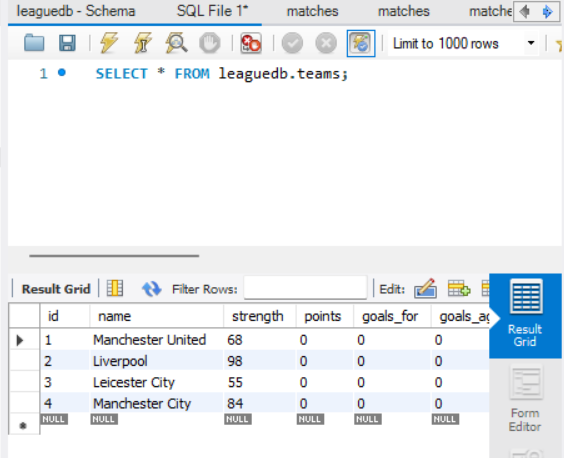 leaguedb - Schema SQL File 1* matches matches matche
Limit to 1000 rows
1 SELECT * FROM leaguedb.teams;
Result Grid Filter Rows: Edit:
Result
Grid
id name strength points goals_for goals_ag
1 Manchester United 68 0 0 0
2 Liverpool 98 0 0 0
3 Leicester City 55 0 0 0
4 Manchester City 84 0 0 0
NULL NULL NULL NULL NULL NULL
Form
Editor